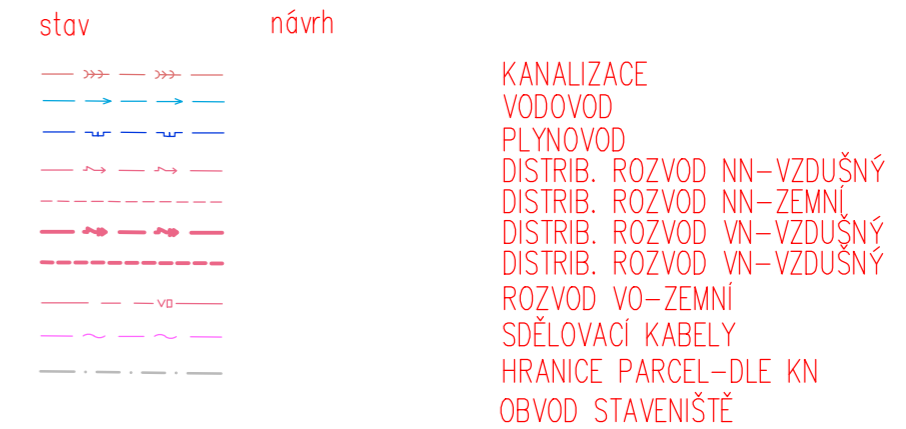 stav návrh
KANALIZACE
VODOVOD
PLYNOVOD
DISTRIB. ROZVOD NN-VZDUŠNÝ
DISTRIB. ROZVOD NN-ZEMNÍ
DISTRIB. ROZVOD VN-VZDUŠNÝ
DISTRIB. ROZVOD VN-VZDUŠNÝ
VO ROZVOD VO-ZEMNÍ
SDĚLOVACÍ KABELY
HRANICE PARCEL-DLE KN
OBVOD STAVENIŠTĚ